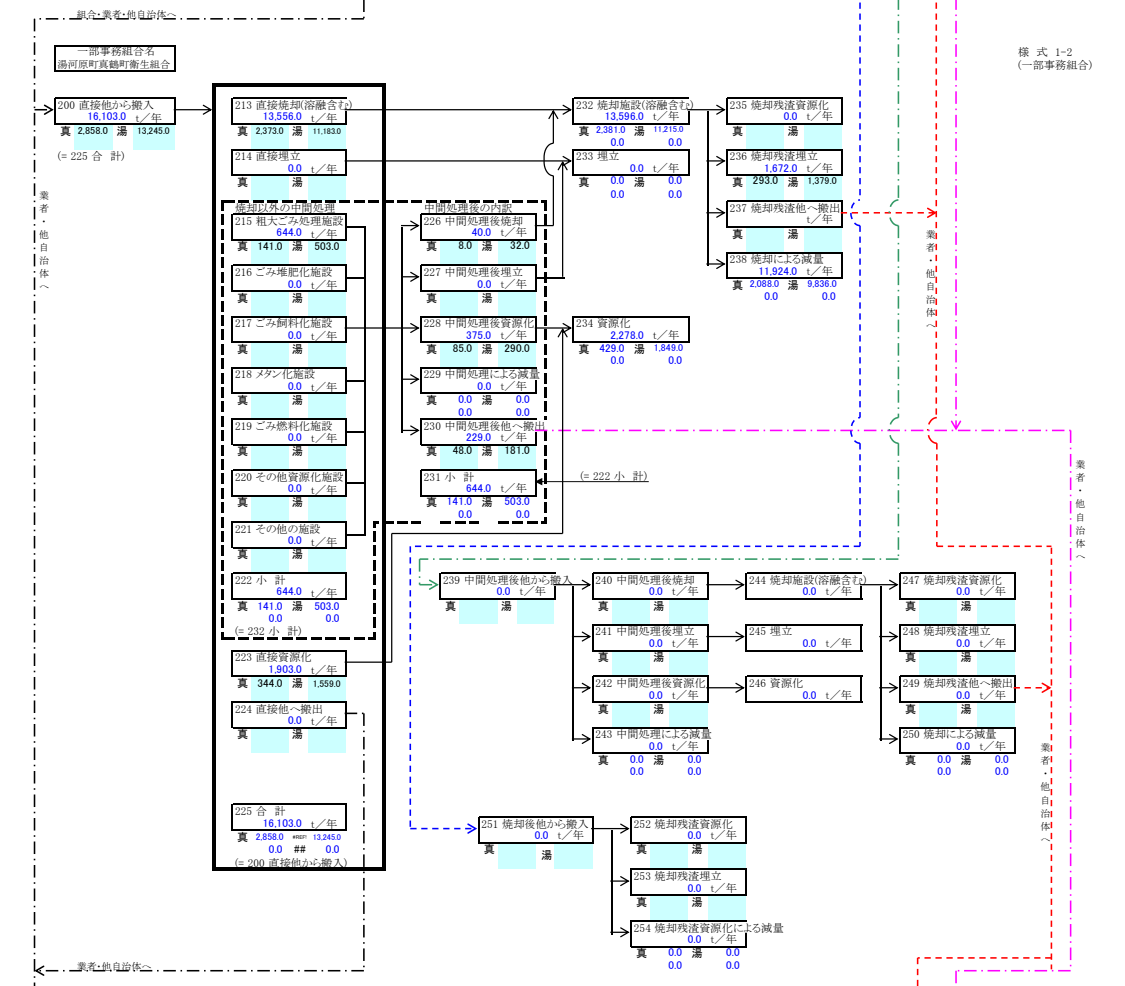 組合・業者・他自治体へ
一部事務組合名
湯河原町真鶴町衛生組合
様 式 1-2
(一部事務組合)
200 直接他から搬入
16,103.0 t／年
真 2,858.0 湯 13,245.0
(= 225 合 計)
業者・他自治体へ
213 直接焼却(溶融含む)
13,556.0 t／年
真 2,373.0 湯 11,183.0
214 直接埋立
0.0 t／年
真 湯
焼却以外の中間処理
215 粗大ごみ処理施設
644.0 t／年
真 141.0 湯 503.0
216 ごみ堆肥化施設
0.0 t／年
真 湯
217 ごみ飼料化施設
0.0 t／年
真 湯
218 メタン化施設
0.0 t／年
真 湯
219 ごみ燃料化施設
0.0 t／年
真 湯
220 その他資源化施設
0.0 t／年
真 湯
221 その他の施設
0.0 t／年
真 湯
222 小 計
644.0 t／年
真 141.0 湯 503.0
0.0 0.0
(= 232 小 計)
223 直接資源化
1,903.0 t／年
真 344.0 湯 1,559.0
224 直接他へ搬出
0.0 t／年
真 湯
225 合 計
16,103.0 t／年
真 2,858.0 #REF! 13,245.0
0.0 ## 0.0
(= 200 直接他から搬入)
業者・他自治体へ
中間処理後の内訳
226 中間処理後焼却
40.0 t／年
真 8.0 湯 32.0
227 中間処理後埋立
0.0 t／年
真 湯
228 中間処理後資源化
375.0 t／年
真 85.0 湯 290.0
229 中間処理による減量
0.0 t／年
真 0.0 湯 0.0
0.0 0.0
230 中間処理後他へ搬出
229.0 t／年
真 48.0 湯 181.0
231 小 計
644.0 t／年
真 141.0 湯 503.0
0.0 0.0
(= 222 小 計)
232 焼却施設(溶融含む)
13,596.0 t／年
真 2,381.0 湯 11,215.0
0.0 0.0
233 埋立
0.0 t／年
真 0.0 湯 0.0
0.0 0.0
234 資源化
2,278.0 t／年
真 429.0 湯 1,849.0
0.0 0.0
235 焼却残渣資源化
0.0 t／年
真 湯
236 焼却残渣埋立
1,672.0 t／年
真 293.0 湯 1,379.0
237 焼却残渣他へ搬出
t／年
真 湯
238 焼却による減量
11,924.0 t／年
真 2,088.0 湯 9,836.0
0.0 0.0
業者・他自治体へ
業者・他自治体へ
239 中間処理後他から搬入
0.0 t／年
真 湯
240 中間処理後焼却
0.0 t／年
真 湯
241 中間処理後埋立
0.0 t／年
真 湯
242 中間処理後資源化
0.0 t／年
真 湯
243 中間処理による減量
0.0 t／年
真 0.0 湯 0.0
0.0 0.0
244 焼却施設(溶融含む)
0.0 t／年
245 埋立
0.0 t／年
246 資源化
0.0 t／年
247 焼却残渣資源化
0.0 t／年
真 湯
248 焼却残渣埋立
0.0 t／年
真 湯
249 焼却残渣他へ搬出
0.0 t／年
真 湯
250 焼却による減量
0.0 t／年
真 0.0 湯 0.0
0.0 0.0
業者・他自治体へ
251 焼却後他から搬入
0.0 t／年
真 湯
252 焼却残渣資源化
0.0 t／年
真 湯
253 焼却残渣埋立
0.0 t／年
真 湯
254 焼却残渣資源化による減量
0.0 t／年
真 0.0 湯 0.0
0.0 0.0